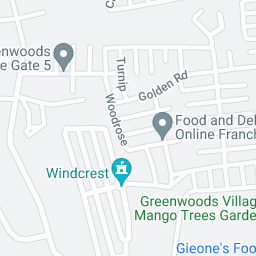 enwoods
e Gate 5
Turnip
Woodrose
Golden Rd
Food and Del
Online Franch
Windcrest
Greenwoods Villag
Mango Trees Garde
Gieone's Foo